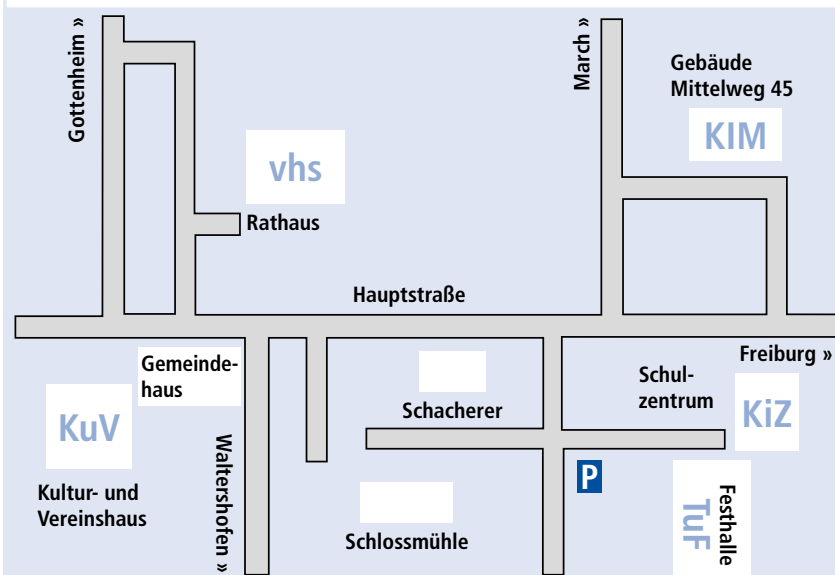 Gottenheim »
March »
Gebäude
Mittelweg 45
KIM
vhs
Rathaus
Hauptstraße
Freiburg »
Gemeinde-
haus
Schul-
zentrum
KiZ
Schacherer
KuV
Kultur- und
Vereinshaus
Waltershofen »
P
Schlossmühle
Festhalle
TuF